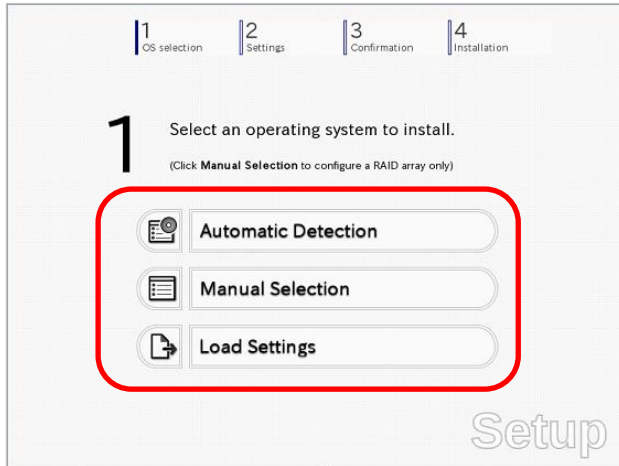 1 2 3 4
OS selection Settings Confirmation Installation
1 Select an operating system to install.
(Click Manual Selection to configure a RAID array only)
Automatic Detection
Manual Selection
Load Settings
Setup